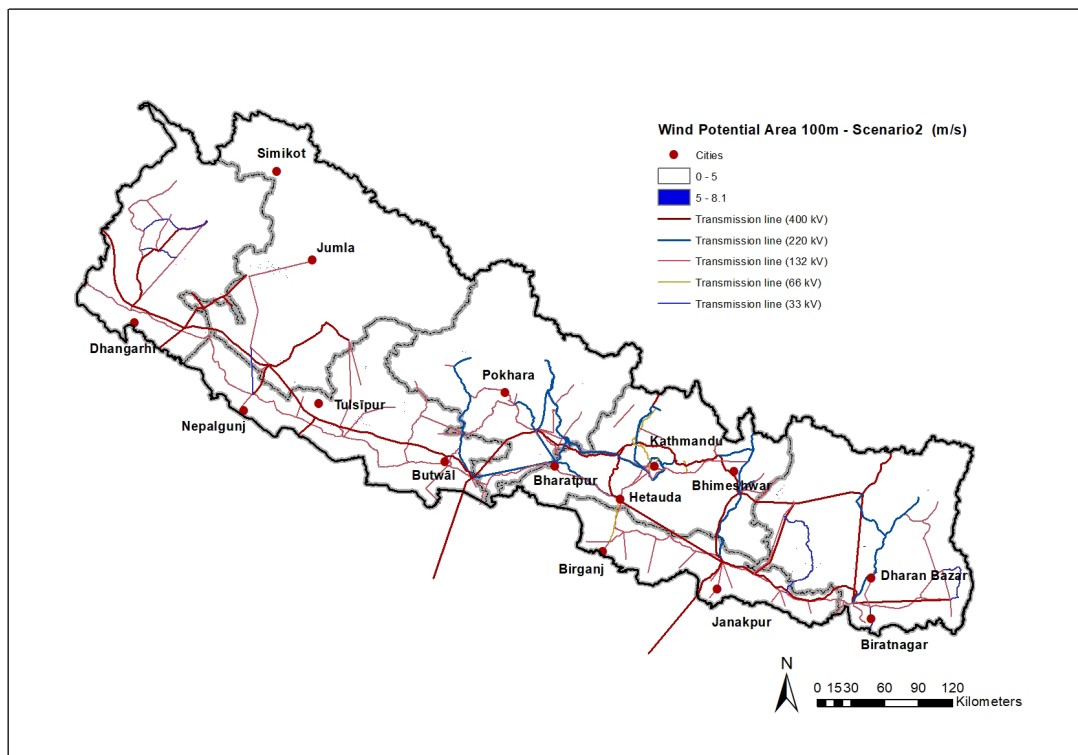 Wind Potential Area 100m - Scenario2 (m/s)
Cities
0 - 5
5 - 8.1
Transmission line (400 kV)
Transmission line (220 kV)
Transmission line (132 kV)
Transmission line (66 kV)
Transmission line (33 kV)
Simikot
Jumla
Dhangarhi
Nepalgunj
Tulsīpur
Pokhara
Butwāl
Bharatpur
Kathmandu
Hetauda
Bhimeshwar
Birganj
Janakpur
Dharan Bazar
Biratnagar
N
0 15 30 60 90 120
Kilometers